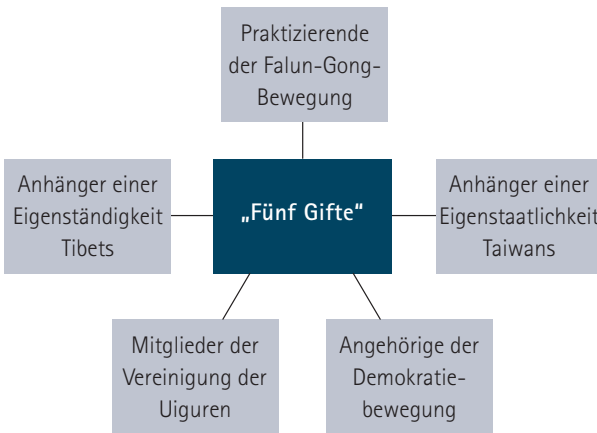 Praktizierende
der Falun-Gong-
Bewegung
Anhänger einer
Eigenständigkeit
Tibets
„Fünf Gifte“
Anhänger einer
Eigenstaatlichkeit
Taiwans
Mitglieder der
Vereinigung der
Uiguren
Angehörige der
Demokratie-
bewegung